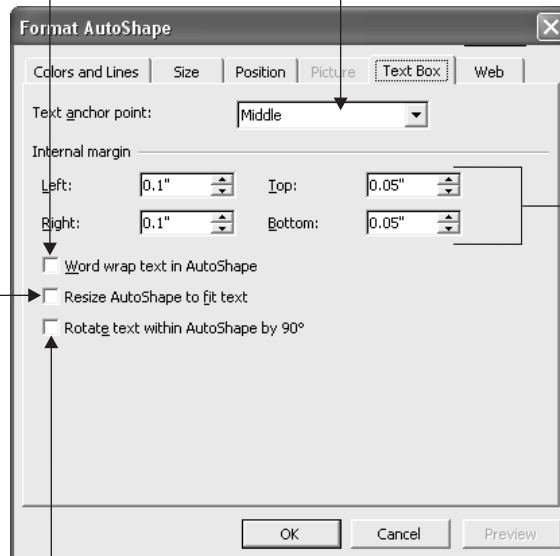 Format AutoShape
Colors and Lines Size Position Picture Text Box Web
Text anchor point: Middle
Internal margin
Left: 0.1" Top: 0.05"
Right: 0.1" Bottom: 0.05"
Word wrap text in AutoShape
Resize AutoShape to fit text
Rotate text within AutoShape by 90°
OK Cancel Preview